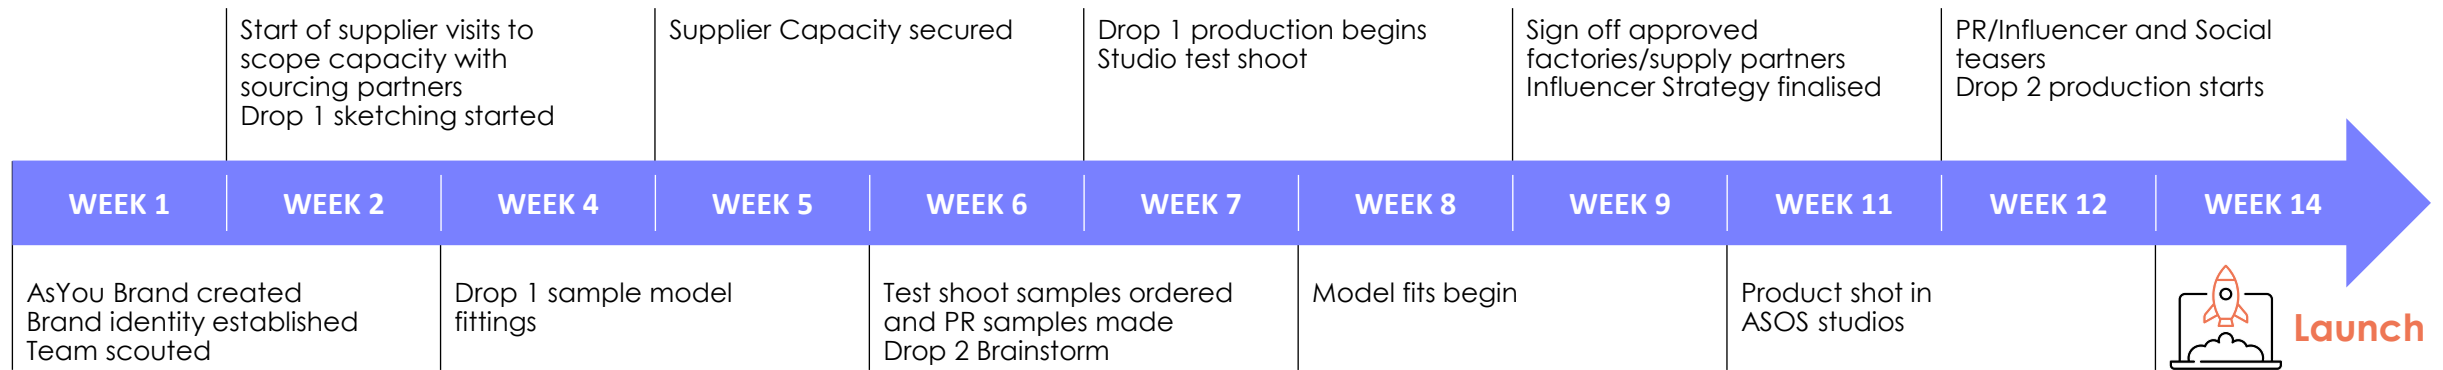 Start of supplier visits to
scope capacity with
sourcing partners
Drop 1 sketching started
Supplier Capacity secured
Drop 1 production begins
Studio test shoot
Sign off approved
factories/supply partners
Influencer Strategy finalised
PR/Influencer and Social
teasers
Drop 2 production starts
WEEK 1
WEEK 2
WEEK 4
WEEK 5
WEEK 6
WEEK 7
WEEK 8
WEEK 9
WEEK 11
WEEK 12
WEEK 14
AsYou Brand created
Brand identity established
Team scouted
Drop 1 sample model
fittings
Test shoot samples ordered
and PR samples made
Drop 2 Brainstorm
Model fits begin
Product shot in
ASOS studios
Launch